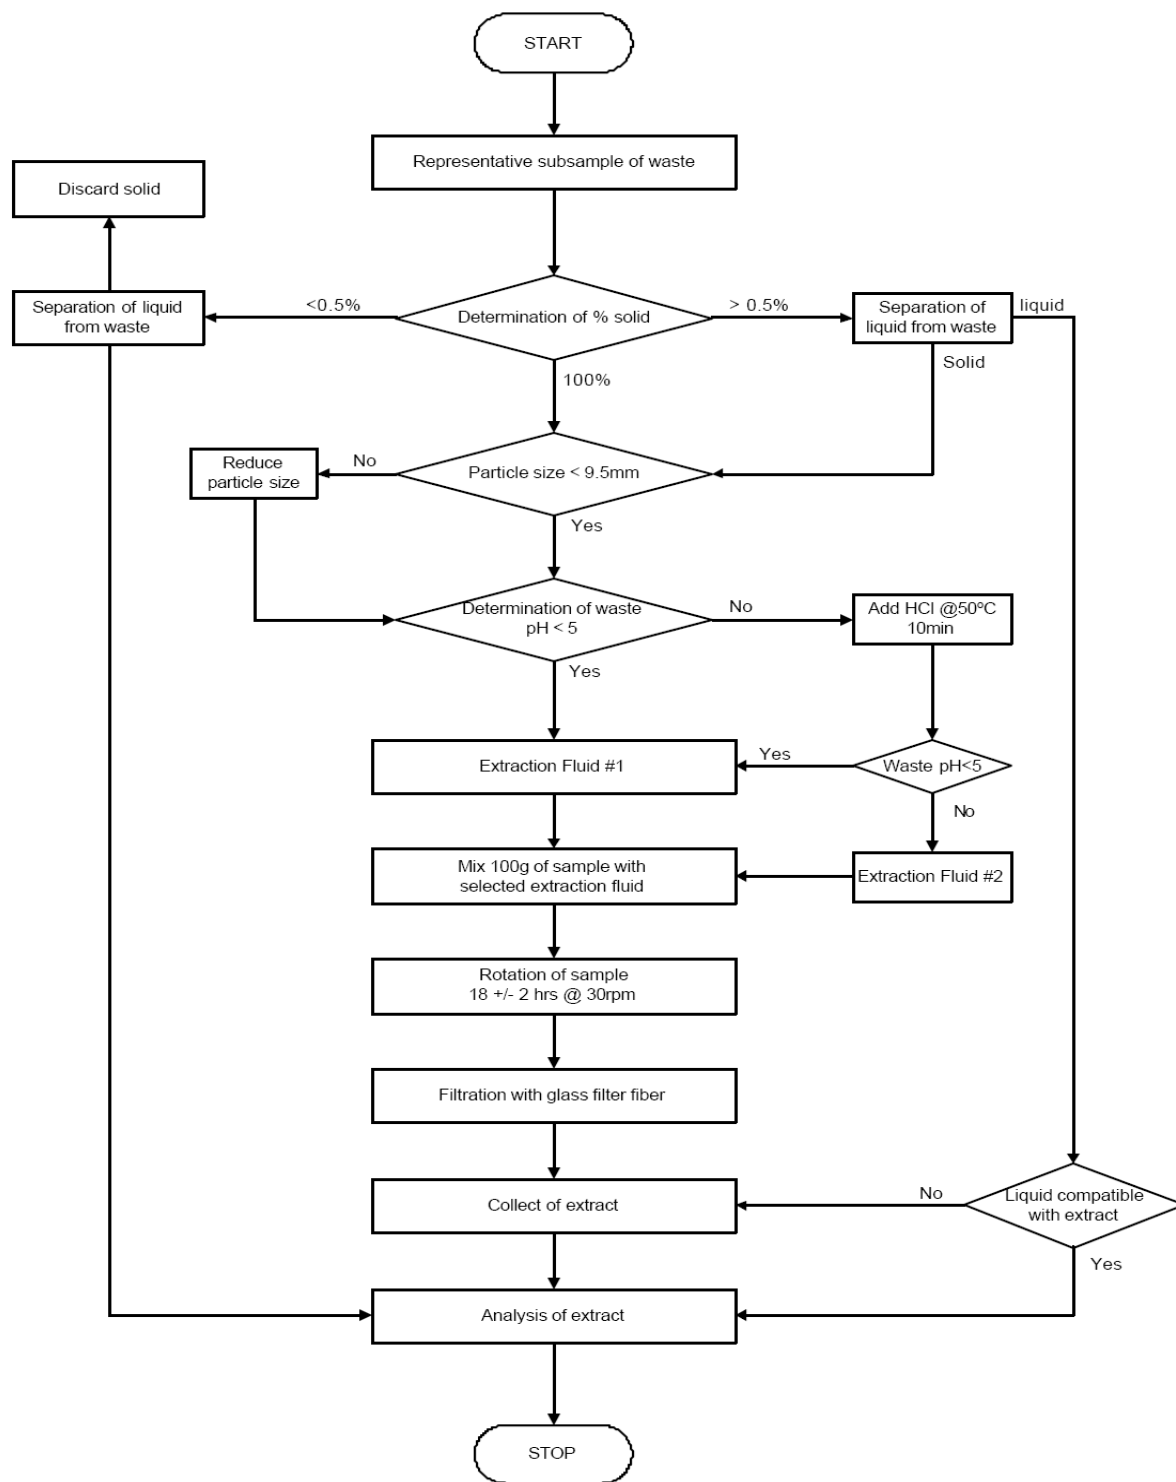 START
Representative subsample of waste
Discard solid
Separation of liquid
from waste
<0.5%
Determination of % solid
> 0.5%
Separation of
liquid from waste
liquid
Solid
100%
Reduce
particle size
No
Particle size < 9.5mm
Yes
Determination of waste
pH < 5
No
Add HCl @50ºC
10min
Yes
Extraction Fluid #1
Yes
Waste pH<5
No
Mix 100g of sample with
selected extraction fluid
Extraction Fluid #2
Rotation of sample
18 +/- 2 hrs @ 30rpm
Filtration with glass filter fiber
Collect of extract
No
Liquid compatible
with extract
Yes
Analysis of extract
STOP